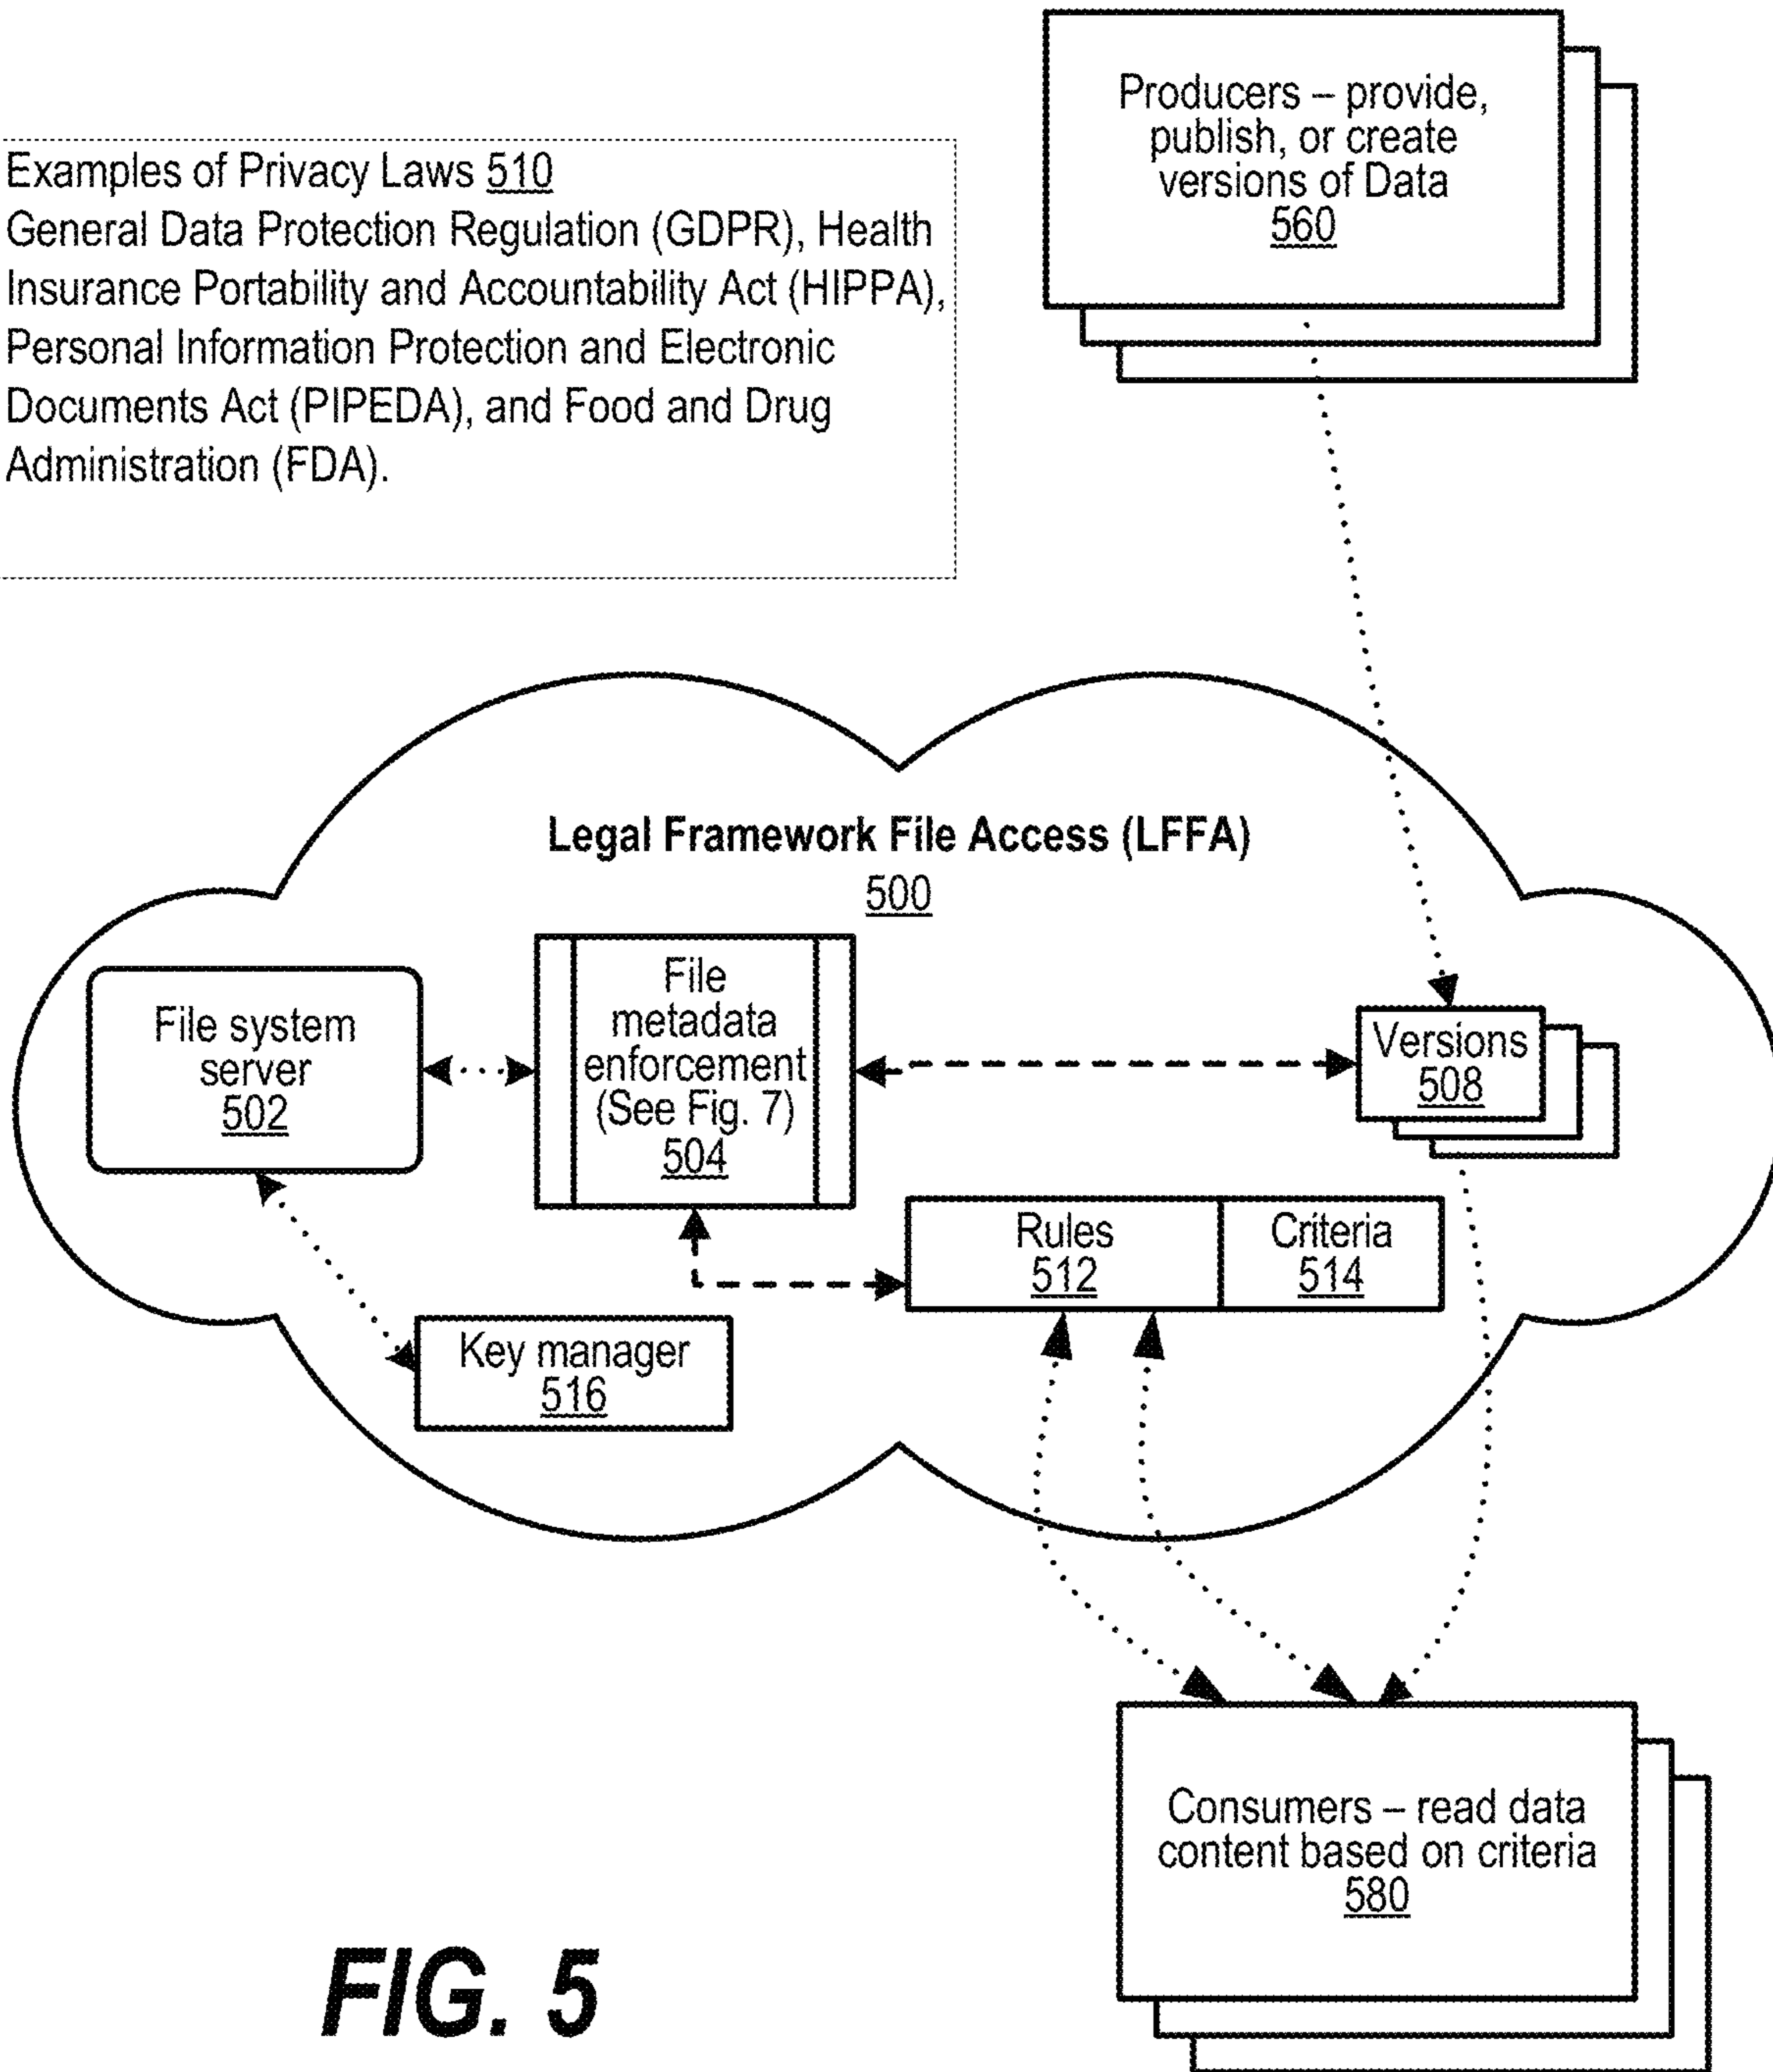 Producers – provide,
publish, or create
versions of Data
560
Examples of Privacy Laws 510
General Data Protection Regulation (GDPR), Health
Insurance Portability and Accountability Act (HIPPA),
Personal Information Protection and Electronic
Documents Act (PIPEDA), and Food and Drug
Administration (FDA).
Legal Framework File Access (LFFA)
500
File system
server
502
File
metadata
enforcement
(See Fig. 7)
504
Versions
508
Rules
512
Criteria
514
Key manager
516
Consumers – read data
content based on criteria
580
FIG. 5